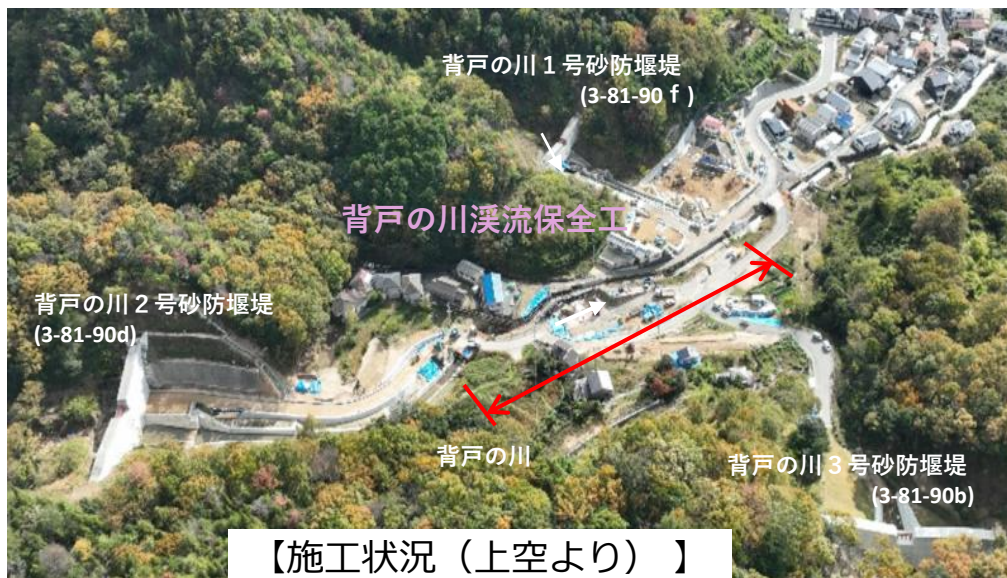 背戸の川１号砂防堰堤
(3-81-90ｆ)
背戸の川渓流保全工
背戸の川２号砂防堰堤
(3-81-90d)
背戸の川
背戸の川３号砂防堰堤
(3-81-90b)
【施工状況（上空より） 】